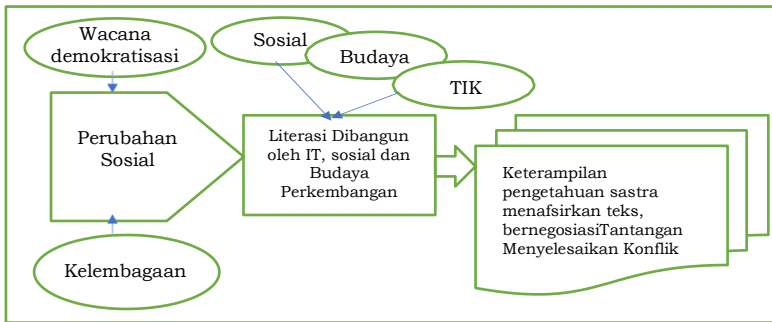 Wacana
demokratisasi
Sosial
Budaya
TIK
Perubahan
Sosial
Literasi Dibangun
oleh IT, sosial dan
Budaya
Perkembangan
Keterampilan
pengetahuan sastra
menafsirkan teks,
bernegosiasiTantangan
Menyelesaikan Konflik
Kelembagaan